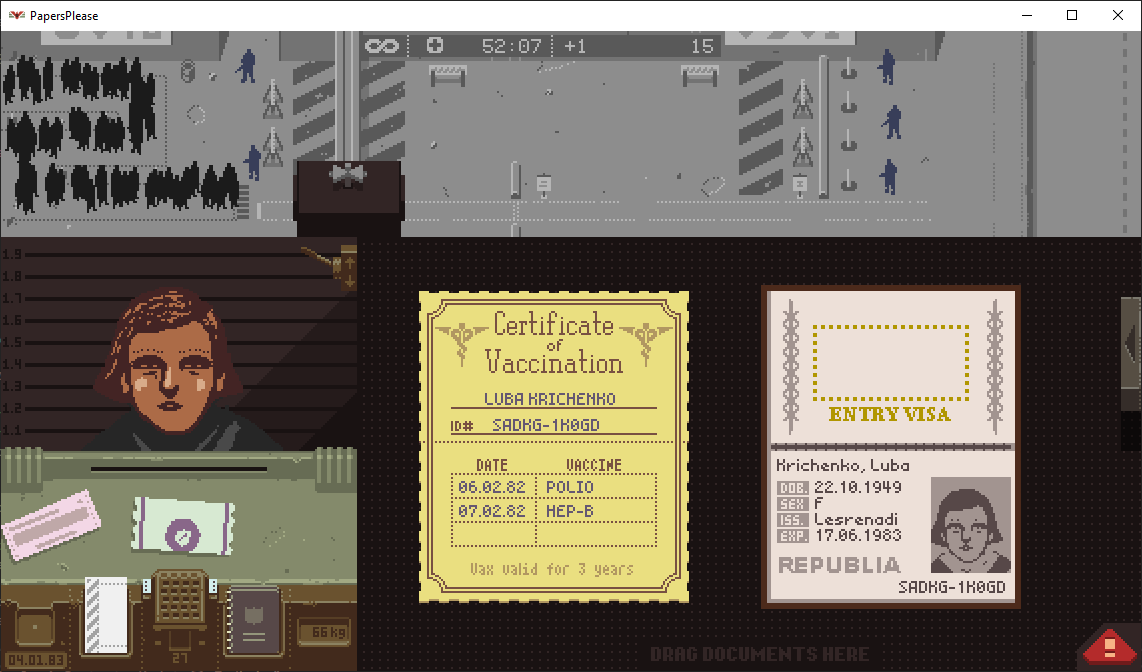 PapersPlease
52:07 +1 15
1.9
1.8
1.7
1.6
1.5
1.4
1.3
1.2
1.1
Certificate
of
Vaccination
LUBA KRICHENKO
ID# SADKG-1K0GD
DATE VACCINE
06.02.82 POLIO
07.02.82 HEP-B
Vax valid for 3 years
ENTRY VISA
Krichenko, Luba
DOB. 22.10.1949
SEX F
ISS. Lesrenadi
EXP. 17.06.1983
REPUBLIA
SADKG-1K0GD
66kg
04.01.83
27
DRAG DOCUMENTS HERE